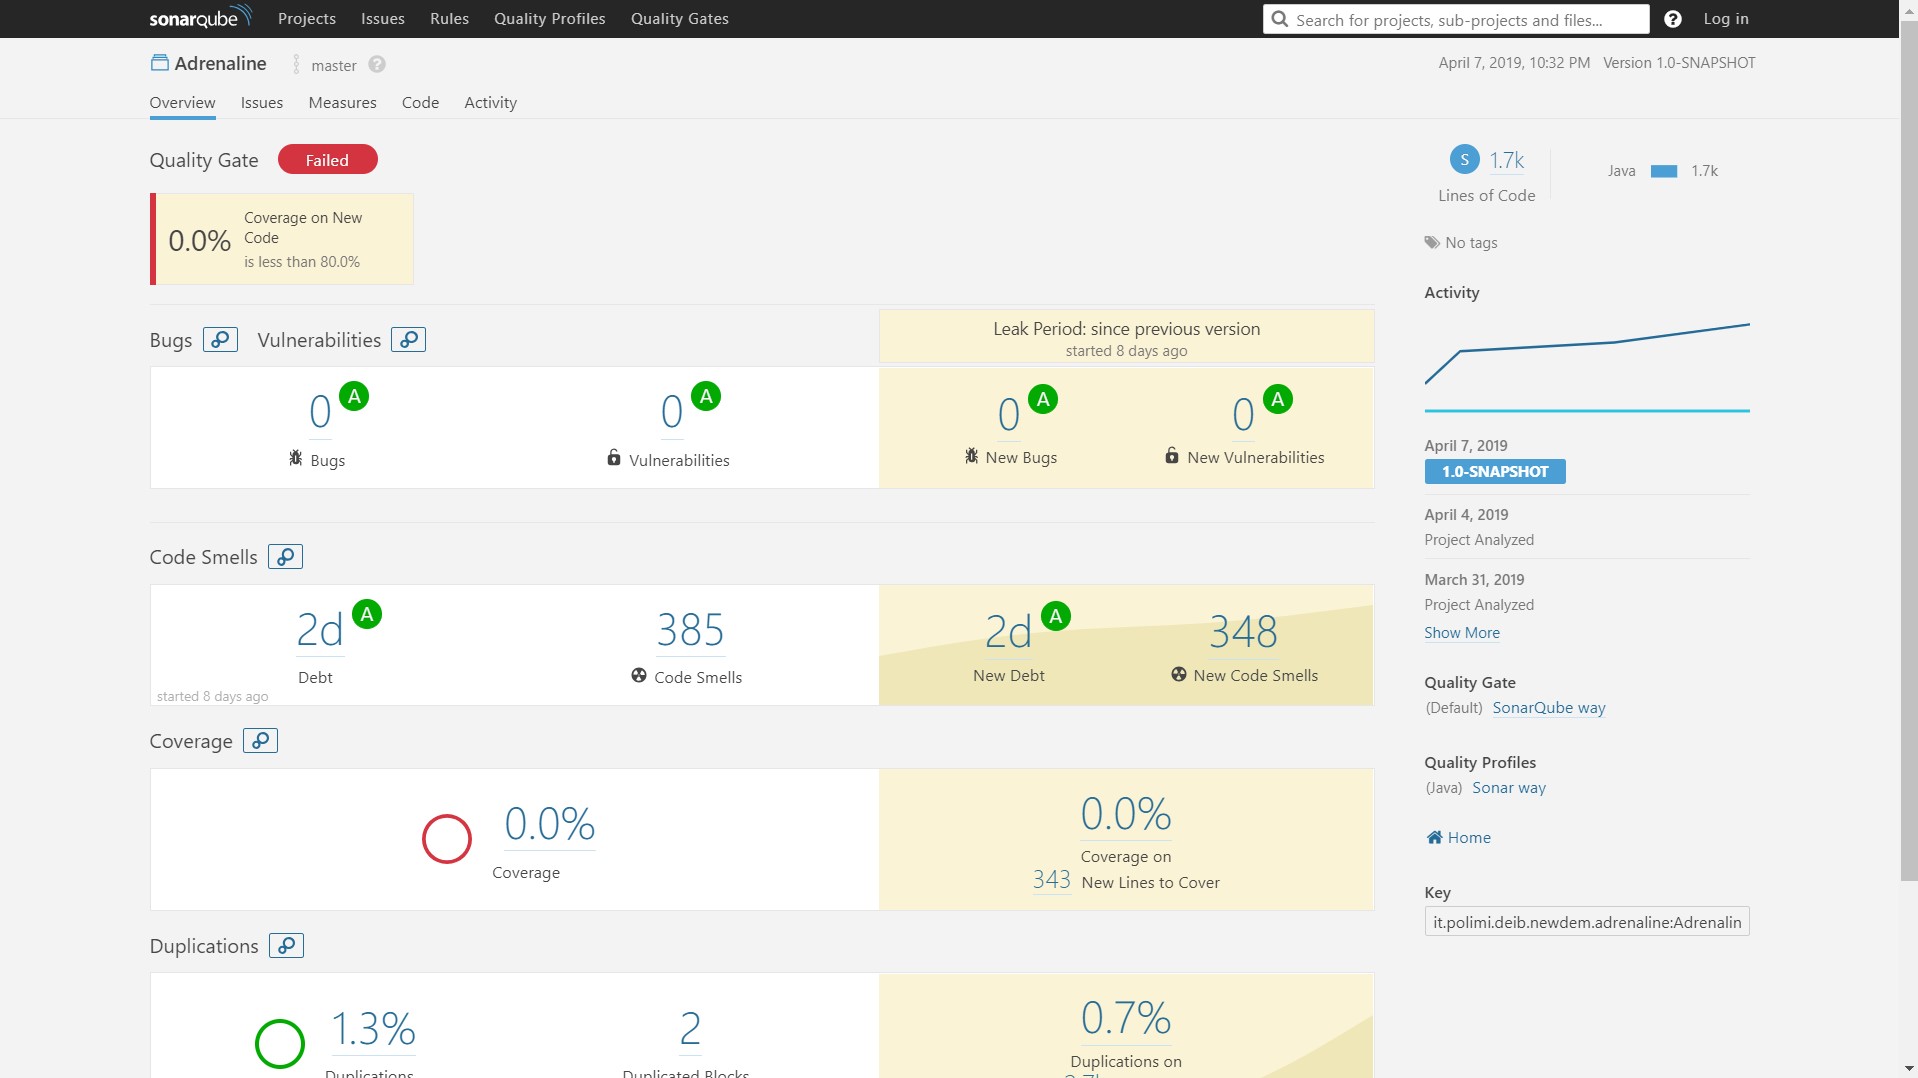 sonarqube Projects Issues Rules Quality Profiles Quality Gates Search for projects, sub-projects and files... ? Log in
Adrenaline master ? April 7, 2019, 10:32 PM Version 1.0-SNAPSHOT
Overview Issues Measures Code Activity
Quality Gate Failed
0.0% Coverage on New
Code
is less than 80.0%
Bugs Vulnerabilities
Leak Period: since previous version
started 8 days ago
0 A 0 A 0 A 0 A
Bugs Vulnerabilities New Bugs New Vulnerabilities
Code Smells
2d A 385 2d A 348
Debt Code Smells New Debt New Code Smells
started 8 days ago
Coverage
0.0%
Coverage
0.0%
Coverage on
343 New Lines to Cover
Duplications
1.3% 2 0.7%
Duplications Duplicated Blocks Duplications on
S 1.7k Java 1.7k
Lines of Code
No tags
Activity
April 7, 2019
1.0-SNAPSHOT
April 4, 2019
Project Analyzed
March 31, 2019
Project Analyzed
Show More
Quality Gate
(Default) SonarQube way
Quality Profiles
(Java) Sonar way
Home
Key
it.polimi.deib.newdem.adrenaline:Adrenalin